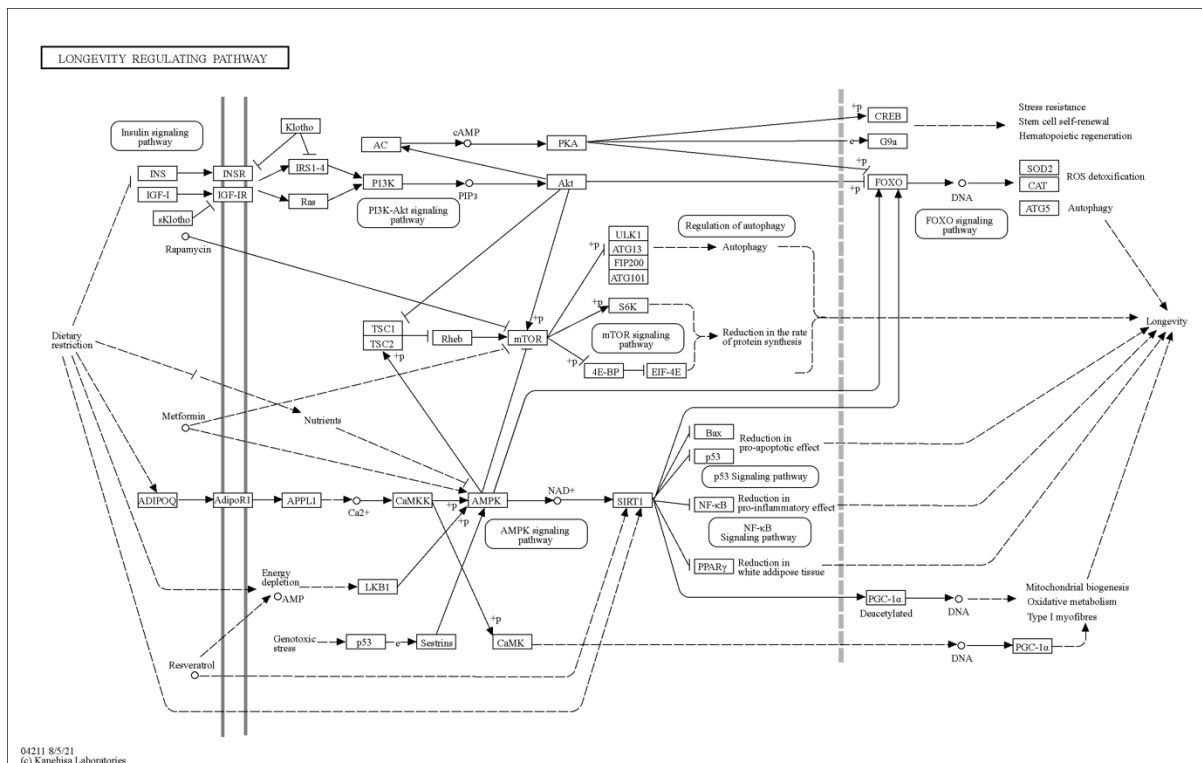 LONGEVITY REGULATING PATHWAY
Insulin signaling
pathway
Klotho
INS
INSR
IRS1-4
IGF-I
IGF-IR
Ras
sKlotho
Rapamycin
AC
cAMP
PKA
P13K
PIP3
Akt
PI3K-Akt signaling
pathway
+p
CREB
e
G9a
+p
+p
FOXO
DNA
FOXO signaling
pathway
Stress resistance
Stem cell self-renewal
Hematopoietic regeneration
SOD2
CAT
ROS detoxification
ATG5
Autophagy
+p
ULK1
ATG13
FIP200
ATG101
Regulation of autophagy
Autophagy
TSC1
TSC2
+p
Rheb
+p
mTOR
+p
S6K
mTOR signaling
pathway
+p
4E-BP
EIF-4E
Reduction in the rate
of protein synthesis
Longevity
Dietary
restriction
Metformin
Nutrients
ADIPOQ
AdipoR1
APPL1
Ca2+
CaMKK
+p
+p
AMPK
NAD+
SIRT1
AMPK signaling
pathway
Bax
p53
Reduction in
pro-apoptotic effect
p53 Signaling pathway
NF-κB
Reduction in
pro-inflammatory effect
NF-κB
Signaling pathway
PPARγ
Reduction in
white adipose tissue
Energy
depletion
AMP
LKB1
Genotoxic
stress
p53
e
Sestrins
+p
CaMK
Resveratrol
PGC-1α
Deacetylated
DNA
Mitochondrial biogenesis
Oxidative metabolism
Type I myofibres
DNA
PGC-1α
04211 8/5/21
(c) Kanehisa Laboratories